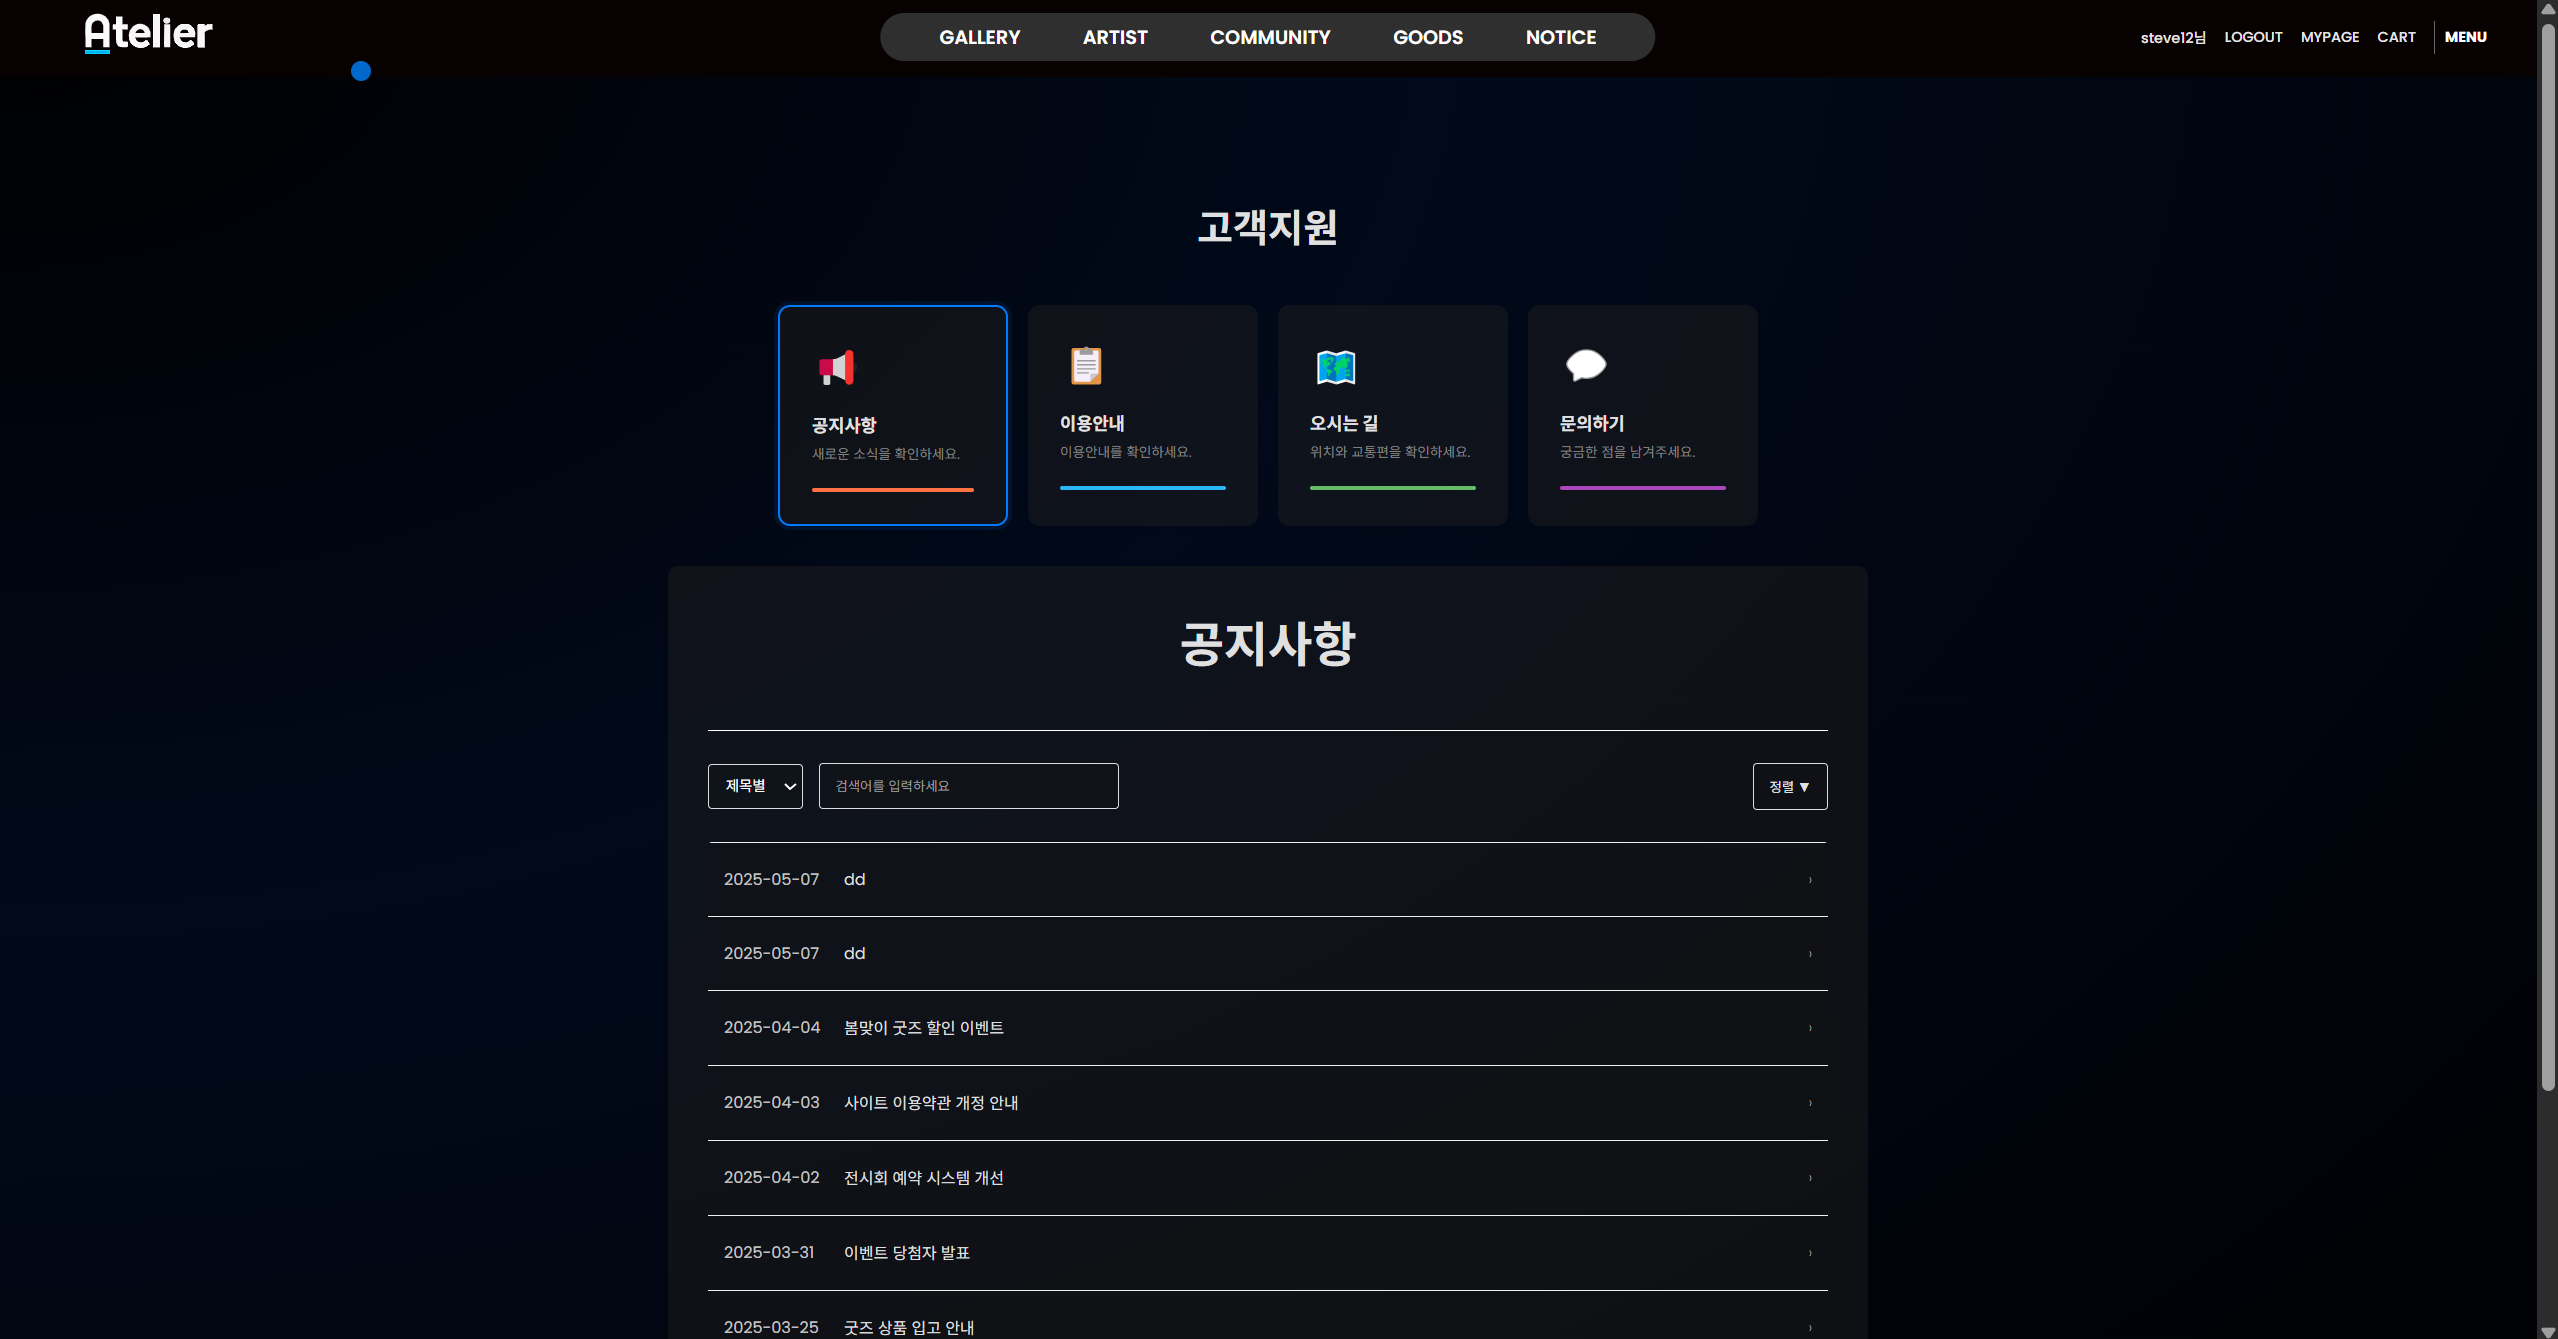 Atelier
GALLERY ARTIST COMMUNITY GOODS NOTICE
steve12님 LOGOUT MYPAGE CART MENU
고객지원
공지사항
새로운 소식을 확인하세요.
이용안내
이용안내를 확인하세요.
오시는 길
위치와 교통편을 확인하세요.
문의하기
궁금한 점을 남겨주세요.
공지사항
제목별 검색어를 입력하세요 정렬 ▼
2025-05-07 dd ›
2025-05-07 dd ›
2025-04-04 봄맞이 굿즈 할인 이벤트 ›
2025-04-03 사이트 이용약관 개정 안내 ›
2025-04-02 전시회 예약 시스템 개선 ›
2025-03-31 이벤트 당첨자 발표 ›
2025-03-25 굿즈 상품 입고 안내 ›